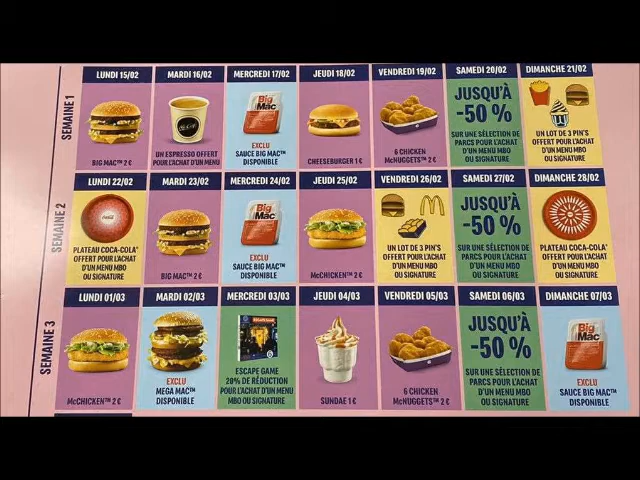 SEMAINE 1
LUNDI 15/02
BIG MAC™ 2 €
MARDI 16/02
McCafé
UN ESPRESSO OFFERT
POUR L'ACHAT
D'UN MENU MBO
OU SIGNATURE
MERCREDI 17/02
Big
Mac
EXCLU
SAUCE BIG MAC™
DISPONIBLE
JEUDI 18/02
CHEESEBURGER 1 €
VENDREDI 19/02
6 CHICKEN
McNUGGETS™ 2 €
SAMEDI 20/02
JUSQU'À
-50 %
SUR UNE SÉLECTION DE
PARCS POUR L'ACHAT
D'UN MENU MBO
OU SIGNATURE
DIMANCHE 21/02
UN LOT DE 3 PIN'S
OFFERT POUR L'ACHAT
D'UN MENU MBO
OU SIGNATURE
SEMAINE 2
LUNDI 22/02
Coca-Cola
PLATEAU COCA-COLA*
OFFERT POUR L'ACHAT
D'UN MENU MBO
OU SIGNATURE
MARDI 23/02
BIG MAC™ 2 €
MERCREDI 24/02
Big
Mac
EXCLU
SAUCE BIG MAC™
DISPONIBLE
JEUDI 25/02
McCHICKEN™ 2 €
VENDREDI 26/02
UN LOT DE 3 PIN'S
OFFERT POUR L'ACHAT
D'UN MENU MBO
OU SIGNATURE
SAMEDI 27/02
JUSQU'À
-50 %
SUR UNE SÉLECTION DE
PARCS POUR L'ACHAT
D'UN MENU MBO
OU SIGNATURE
DIMANCHE 28/02
PLATEAU COCA-COLA*
OFFERT POUR L'ACHAT
D'UN MENU MBO
OU SIGNATURE
SEMAINE 3
LUNDI 01/03
McCHICKEN™ 2 €
MARDI 02/03
EXCLU
MEGA MAC™
DISPONIBLE
MERCREDI 03/03
ESCAPE GAME
ESCAPE GAME
20% DE RÉDUCTION
POUR L'ACHAT D'UN MENU
MBO OU SIGNATURE
JEUDI 04/03
SUNDAE 1 €
VENDREDI 05/03
6 CHICKEN
McNUGGETS™ 2 €
SAMEDI 06/03
JUSQU'À
-50 %
SUR UNE SÉLECTION DE
PARCS POUR L'ACHAT
D'UN MENU MBO
OU SIGNATURE
DIMANCHE 07/03
Big
Mac
EXCLU
SAUCE BIG MAC™
DISPONIBLE